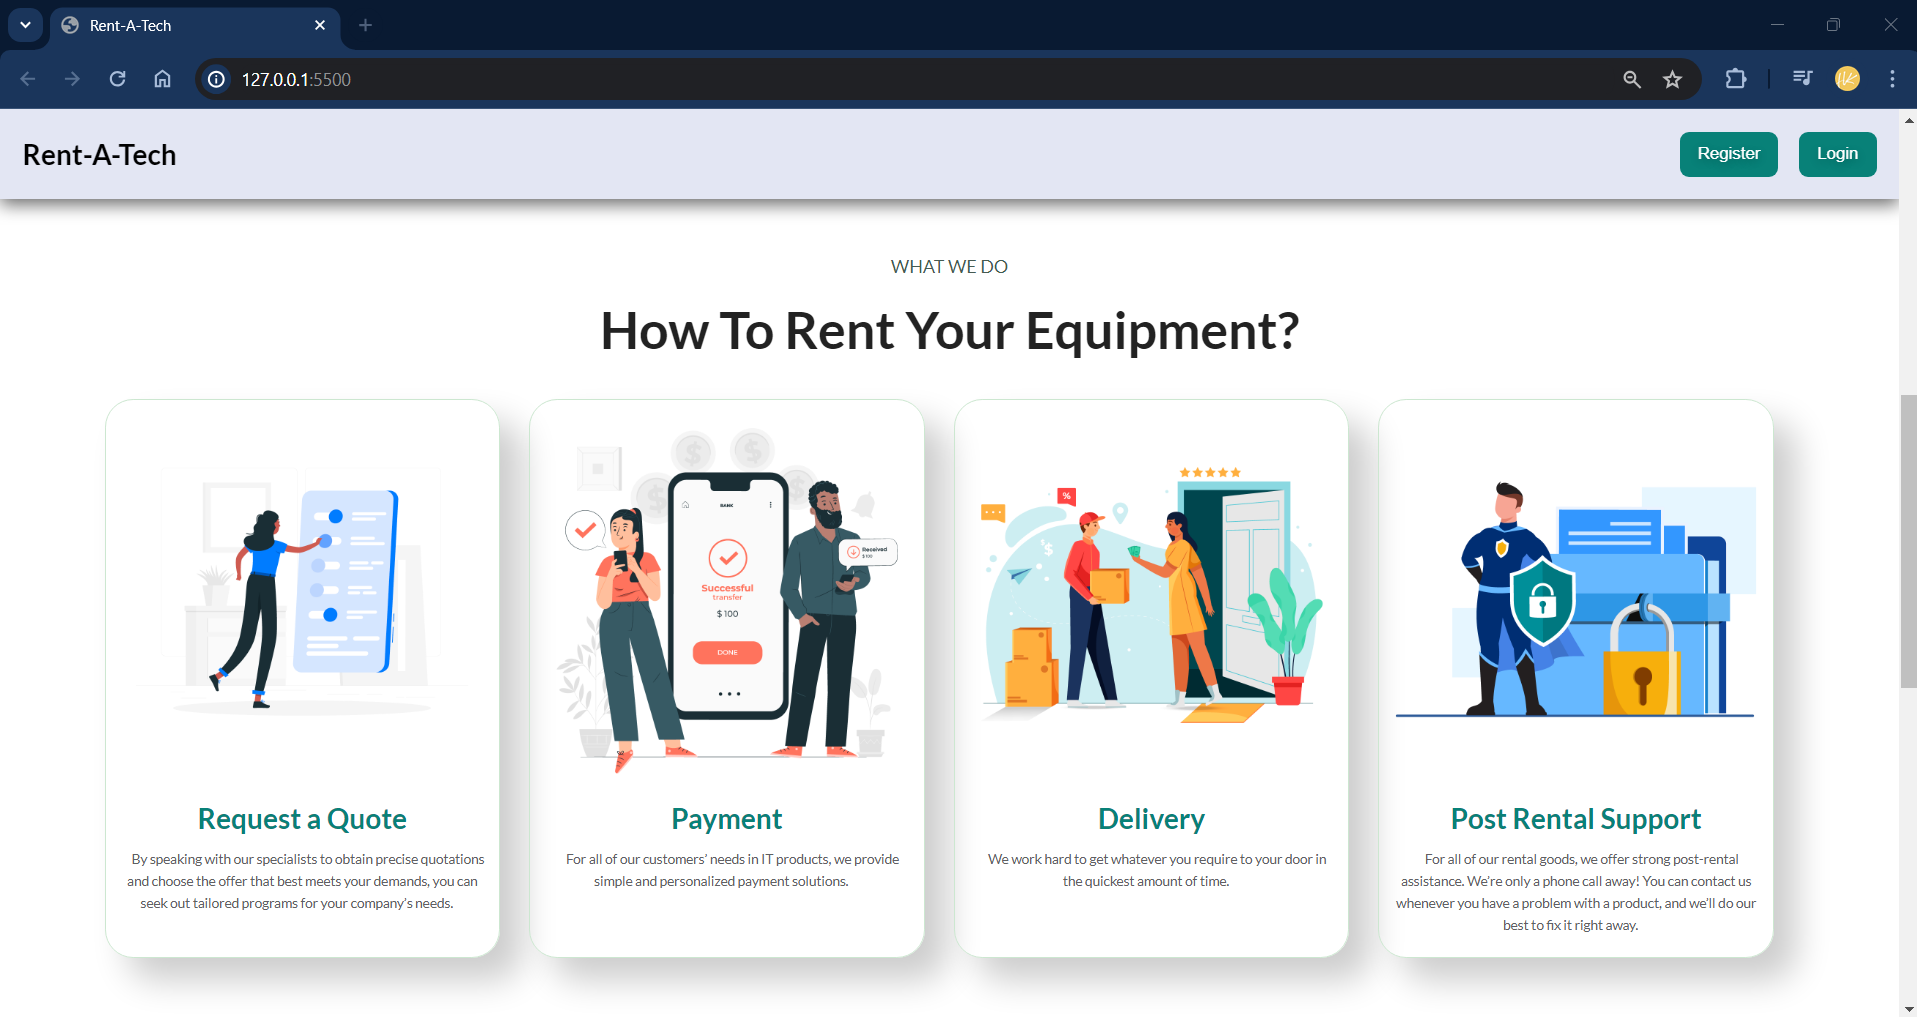 Rent-A-Tech
127.0.0.1:5500
Rent-A-Tech
Register
Login
WHAT WE DO
How To Rent Your Equipment?
BANK
Successful
transfer
$ 100
DONE
Received
$ 100
%
Request a Quote
By speaking with our specialists to obtain precise quotations
and choose the offer that best meets your demands, you can
seek out tailored programs for your company's needs.
Payment
For all of our customers’ needs in IT products, we provide
simple and personalized payment solutions.
Delivery
We work hard to get whatever you require to your door in
the quickest amount of time.
Post Rental Support
For all of our rental goods, we offer strong post-rental
assistance. We’re only a phone call away! You can contact us
whenever you have a problem with a product, and we’ll do our
best to fix it right away.